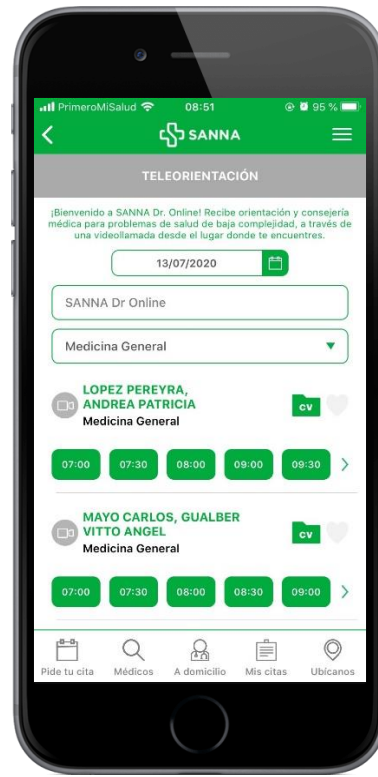 PrimeroMiSalud 08:51 95 %
SANNA
TELEORIENTACIÓN
¡Bienvenido a SANNA Dr. Online! Recibe orientación y consejería
médica para problemas de salud de baja complejidad, a través de
una videollamada desde el lugar donde te encuentres.
13/07/2020
SANNA Dr Online
Medicina General
LOPEZ PEREYRA,
ANDREA PATRICIA
Medicina General
cv
07:00 07:30 08:00 09:00 09:30
MAYO CARLOS, GUALBER
VITTO ANGEL
Medicina General
cv
07:00 07:30 08:00 08:30 09:00
Pide tu cita Médicos A domicilio Mis citas Ubícanos